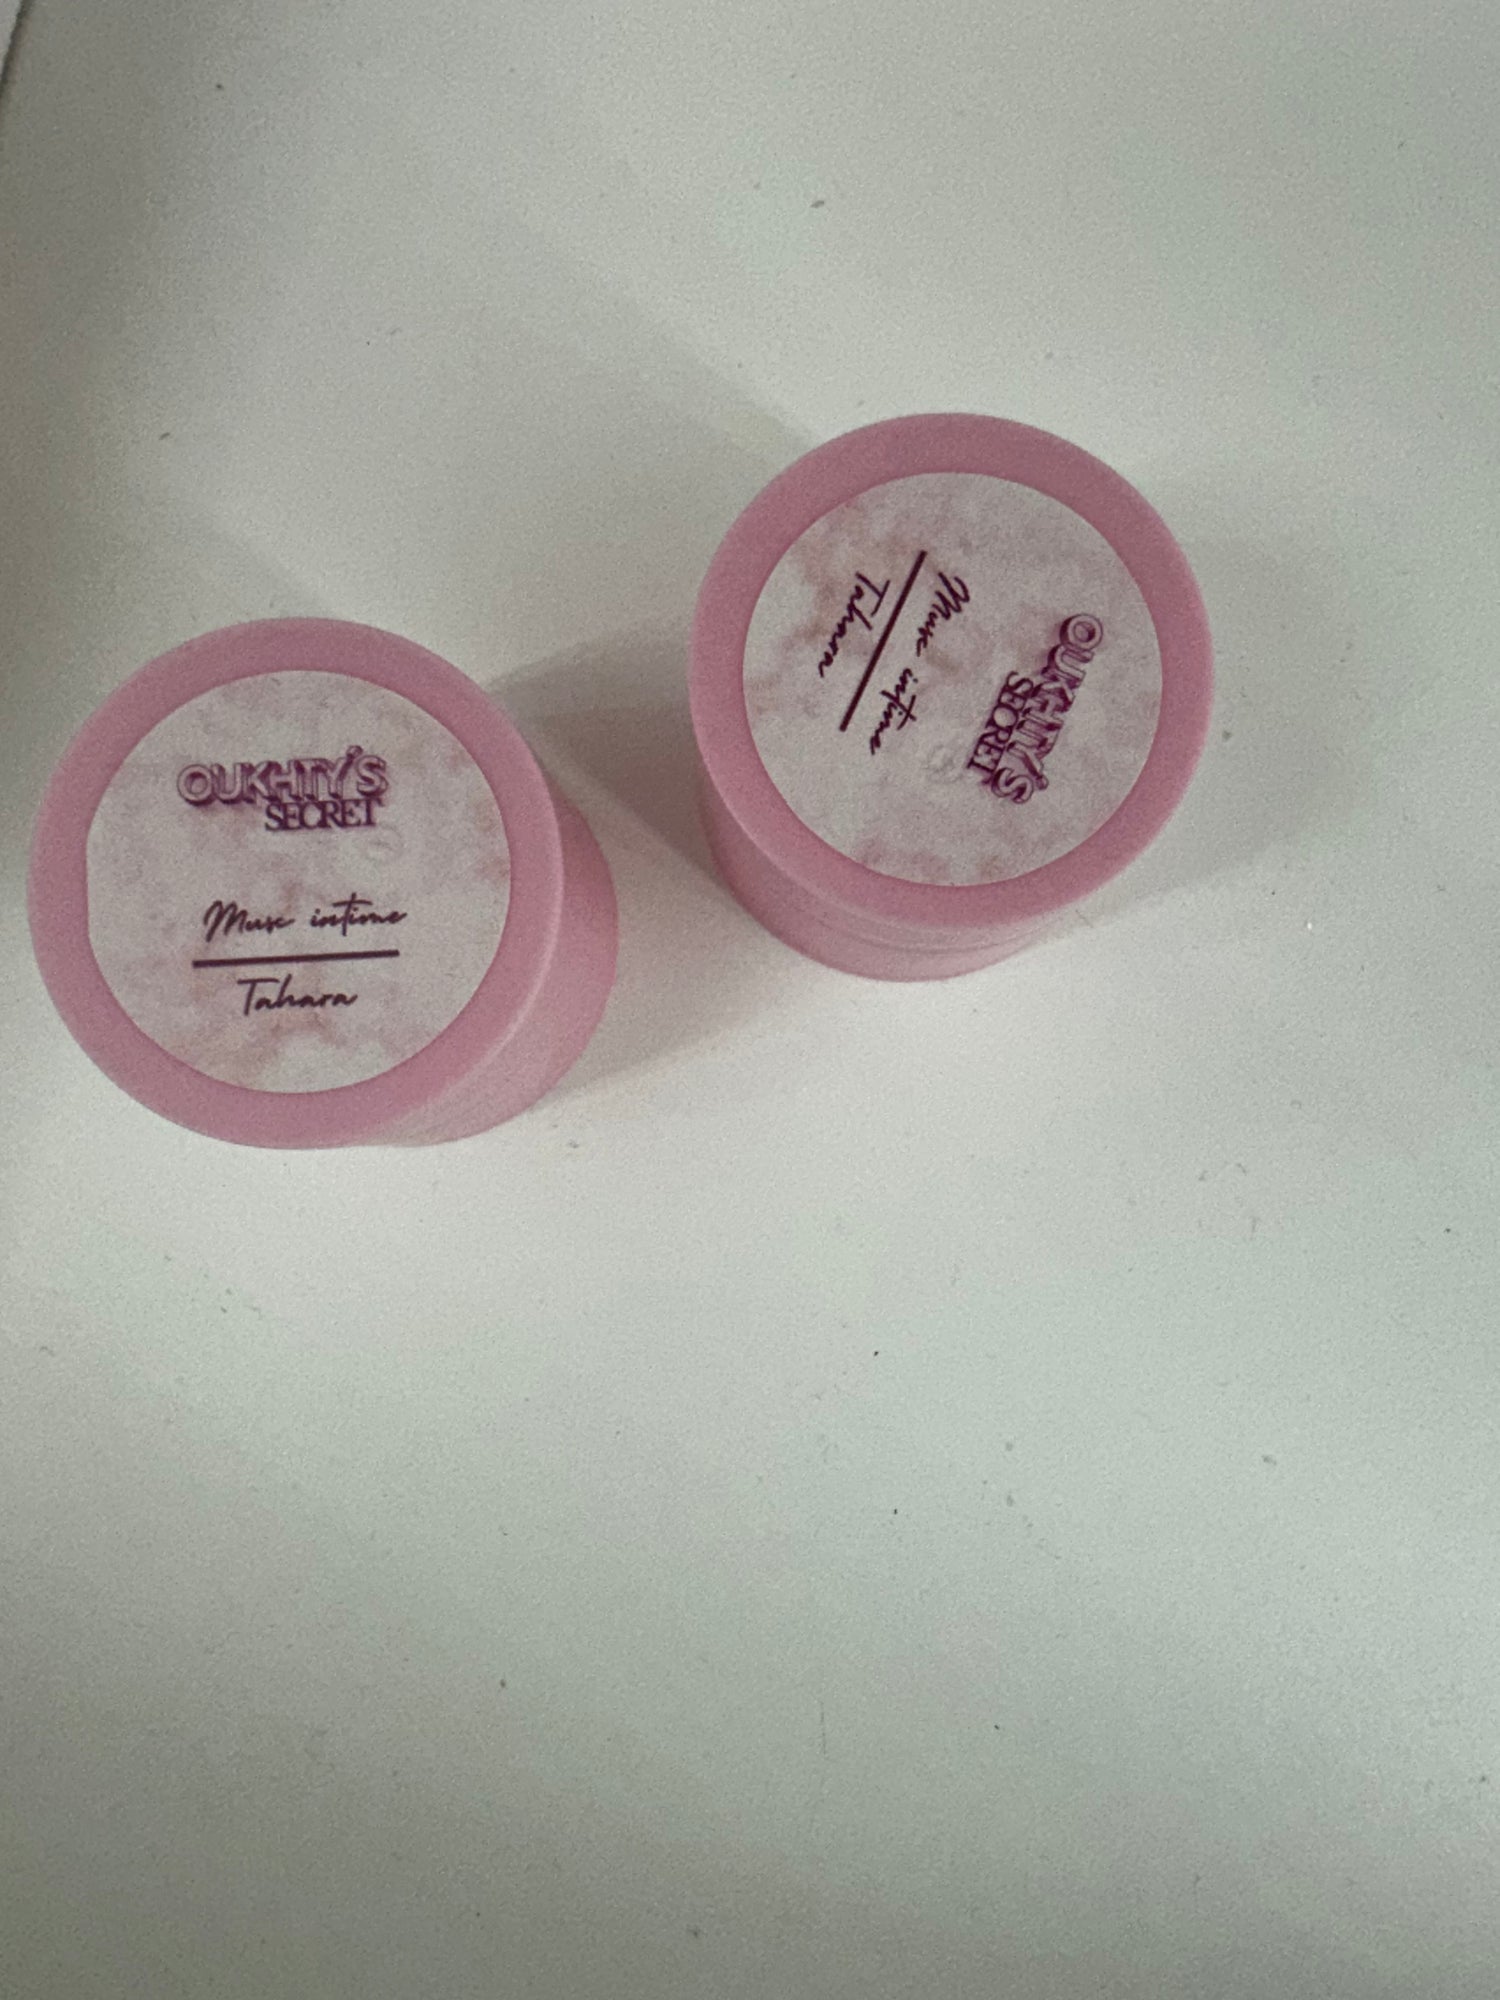 OUKHTY'S
SECRET
Musc intime
Tahara
OUKHTY'S
SECRET
Musc intime
Tahara